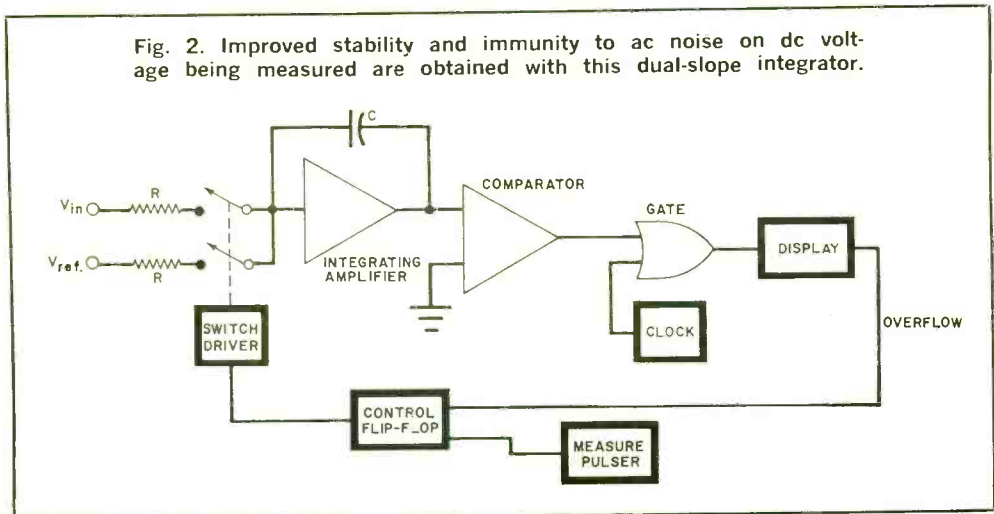 Fig. 2. Improved stability and immunity to ac noise on dc volt-
age being measured are obtained with this dual-slope integrator.
C
R
Vin
COMPARATOR
GATE
DISPLAY
Vref.
R
INTEGRATING
AMPLIFIER
SWITCH
DRIVER
CLOCK
OVERFLOW
CONTROL
FLIP-FLOP
MEASURE
PULSER